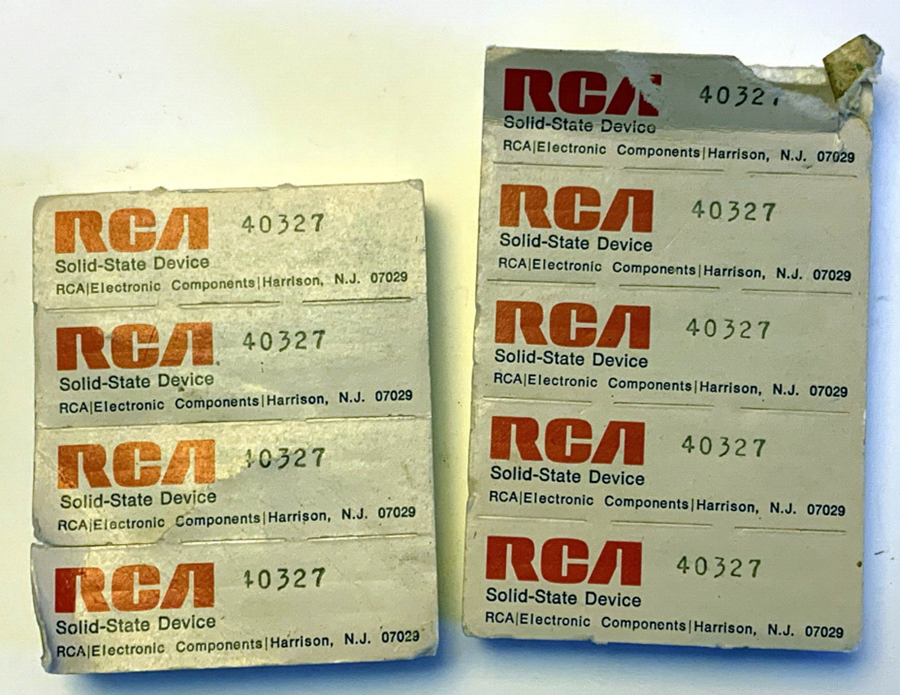 RCA 40327
Solid-State Device
RCA|Electronic Components|Harrison, N.J. 07029
RCA 40327
Solid-State Device
RCA|Electronic Components|Harrison, N.J. 07029
RCA 40327
Solid-State Device
RCA|Electronic Components|Harrison, N.J. 07029
RCA 40327
Solid-State Device
RCA|Electronic Components|Harrison, N.J. 07029
RCA 40327
Solid-State Device
RCA|Electronic Components|Harrison, N.J. 07029
RCA 40327
Solid-State Device
RCA|Electronic Components|Harrison, N.J. 07029
RCA 40327
Solid-State Device
RCA|Electronic Components|Harrison, N.J. 07029
RCA 40327
Solid-State Device
RCA|Electronic Components|Harrison, N.J. 07029
RCA 40327
Solid-State Device
RCA|Electronic Components|Harrison, N.J. 07029